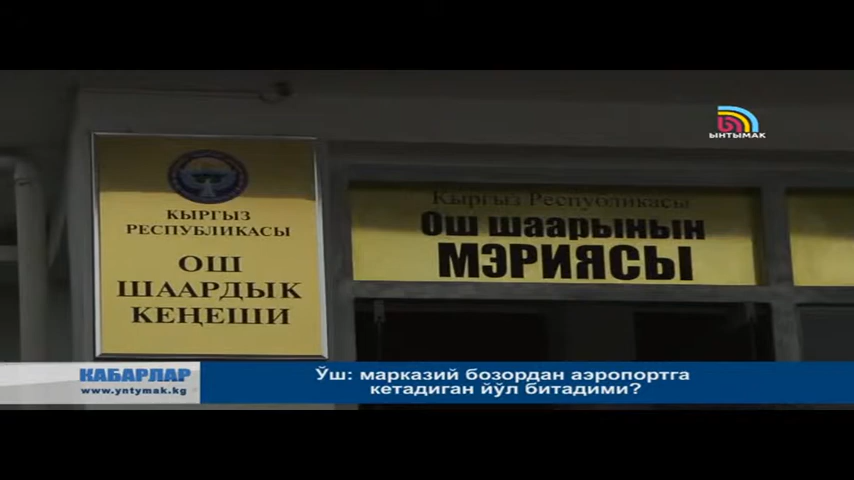 ЫНТЫМАК
КЫРГЫЗ
РЕСПУБЛИКАСЫ
ОШ
ШААРДЫК
КЕҢЕШИ
Кыргыз Республикасы
Ош шаарынын
МЭРИЯСЫ
КАБАРЛАР
www.yntymak.kg
Ўш: марказий бозордан аэропортга
кетадиган йўл битадими?